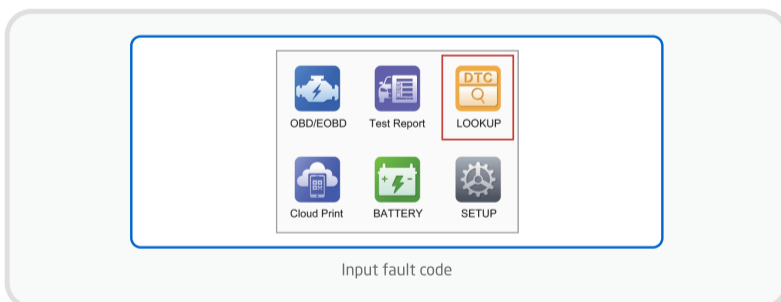 DTC
OBD/EOBD
Test Report
LOOKUP
Cloud Print
BATTERY
SETUP
Input fault code